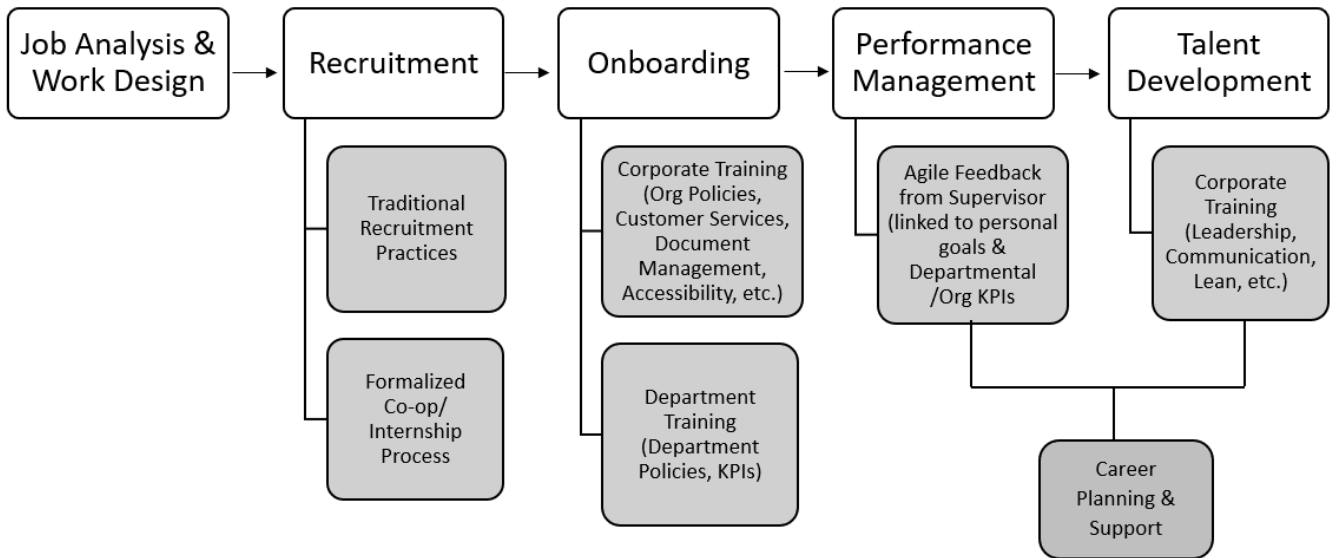 Job Analysis &
Work Design
Recruitment
Onboarding
Performance
Management
Talent
Development
Traditional
Recruitment
Practices
Formalized
Co-op/
Internship
Process
Corporate Training
(Org Policies,
Customer Services,
Document
Management,
Accessibility, etc.)
Department
Training
(Department
Policies, KPIs)
Agile Feedback
from Supervisor
(linked to personal
goals &
Departmental
/Org KPIs
Corporate
Training
(Leadership,
Communication,
Lean, etc.)
Career
Planning &
Support